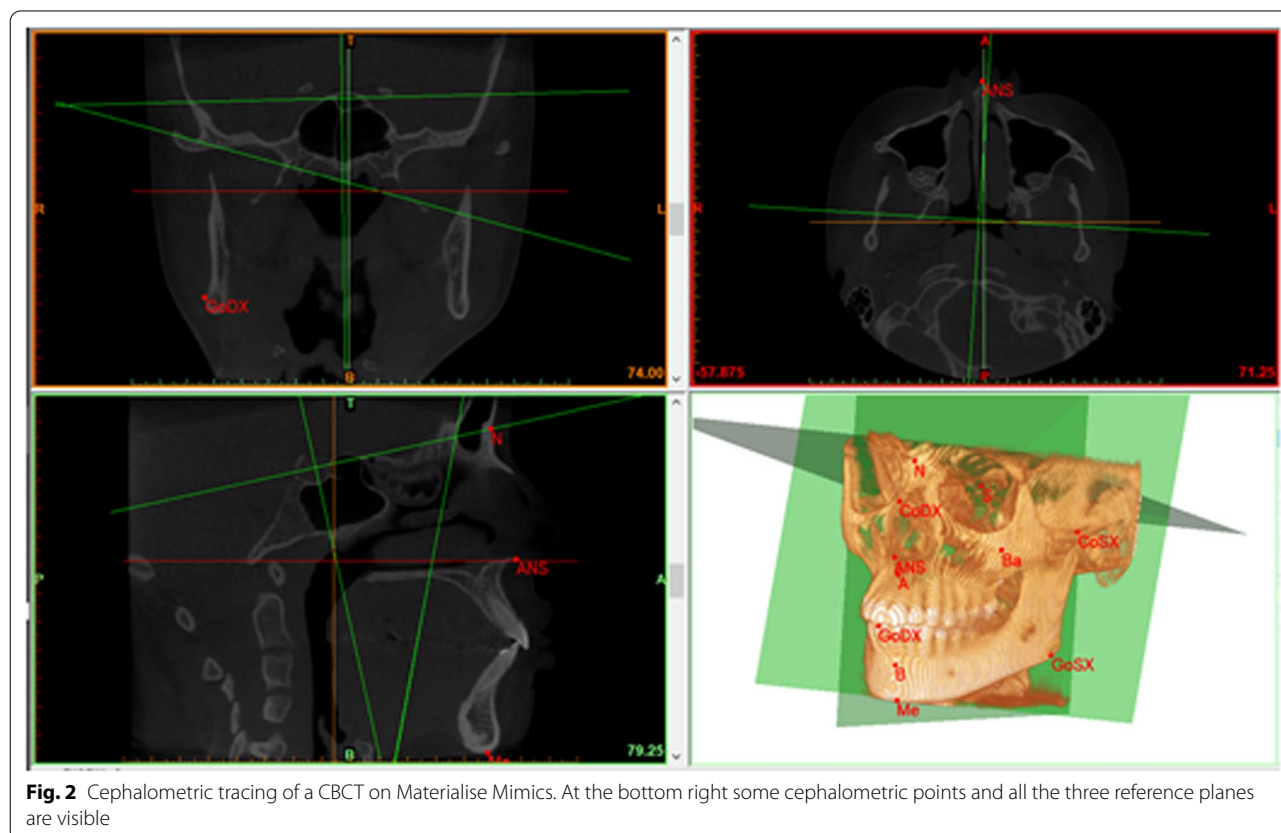 T
R
L
GoDX
B
74.00
A
ANS
R
L
P
-57.875
71.25
T
N
P
ANS
A
B
Me
79.25
N
S
CoDX
CoSX
Ba
ANS
A
GoDX
GoSX
B
Me
Fig. 2 Cephalometric tracing of a CBCT on Materialise Mimics. At the bottom right some cephalometric points and all the three reference planes
are visible